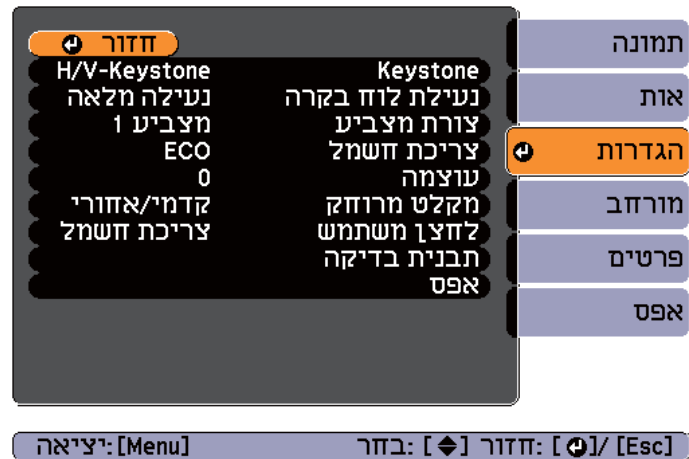 תמונה
אות
הגדרות
מורחב
פרטים
אפס
חזור
Keystone H/V-Keystone
נעילת לוח בקרה נעילה מלאה
צורת מצביע מצביע 1
צריכת חשמל ECO
עוצמה 0
מקלט מרוחק קדמי/אחורי
לחצן משתמש צריכת חשמל
תבנית בדיקה
אפס
[Esc] /[ ]: חזור [ ]: בחר [Menu]: יציאה